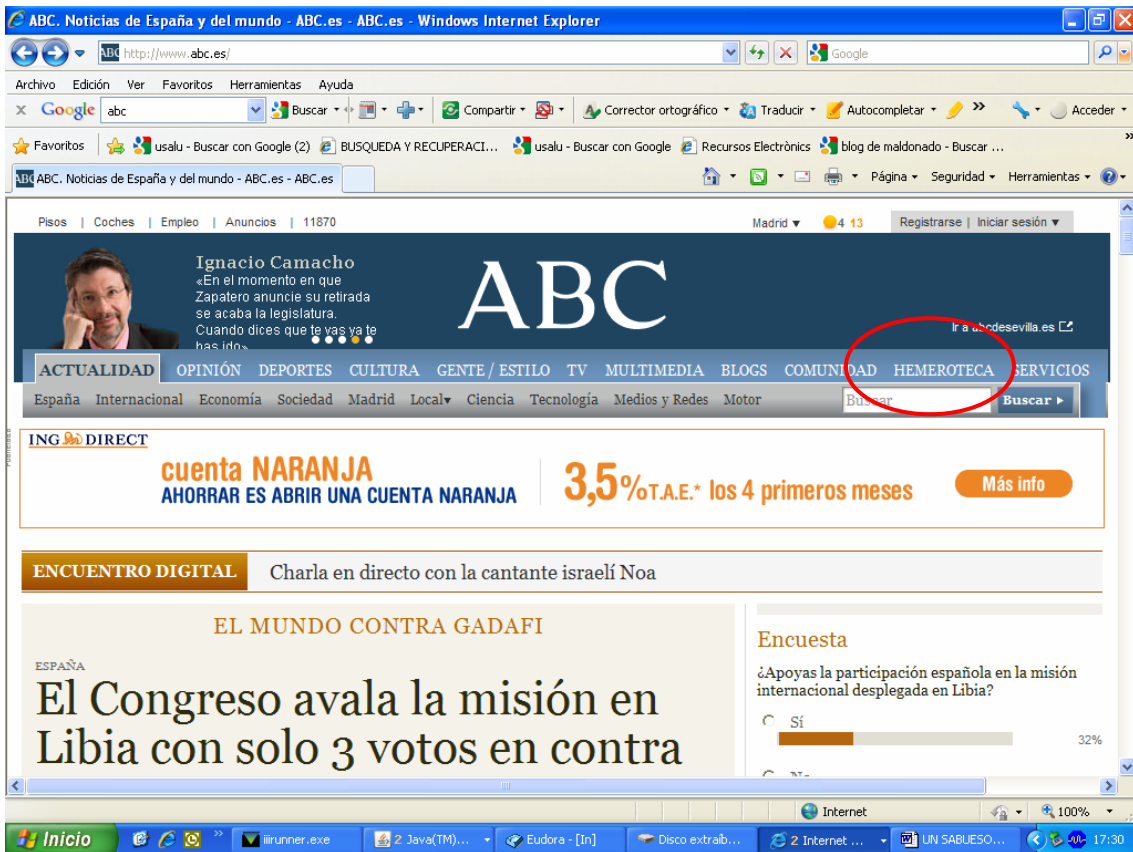 ABC. Noticias de España y del mundo - ABC.es - ABC.es - Windows Internet Explorer
ABC http://www.abc.es/ Google
Archivo Edición Ver Favoritos Herramientas Ayuda
x Google abc Buscar Compartir Corrector ortográfico Traducir Autocompletar » Acceder
Favoritos usalu - Buscar con Google (2) BUSQUEDA Y RECUPERACI... usalu - Buscar con Google Recursos Electrònics blog de maldonado - Buscar ... »
ABC ABC. Noticias de España y del mundo - ABC.es - ABC.es Página Seguridad Herramientas
Pisos | Coches | Empleo | Anuncios | 11870 Madrid 4 13 Registrarse | Iniciar sesión
Ignacio Camacho
«En el momento en que
Zapatero anuncie su retirada
se acaba la legislatura.
Cuando dices que te vas ya te
has ido»
ABC
Ir a abcdesevilla.es
ACTUALIDAD OPINIÓN DEPORTES CULTURA GENTE / ESTILO TV MULTIMEDIA BLOGS COMUNIDAD HEMEROTECA SERVICIOS
España Internacional Economía Sociedad Madrid Local Ciencia Tecnología Medios y Redes Motor Buscar Buscar
Publicidad
ING DIRECT
cuenta NARANJA
AHORRAR ES ABRIR UNA CUENTA NARANJA
3,5%T.A.E.* los 4 primeros meses
Más info
ENCUENTRO DIGITAL Charla en directo con la cantante israelí Noa
EL MUNDO CONTRA GADAFI
ESPAÑA
El Congreso avala la misión en
Libia con solo 3 votos en contra
Encuesta
¿Apoyas la participación española en la misión
internacional desplegada en Libia?
Sí
32%
No
Internet 100%
Inicio » iiirunner.exe 2 Java(TM)... Eudora - [In] Disco extraíb... 2 Internet ... UN SABUESO... 17:30